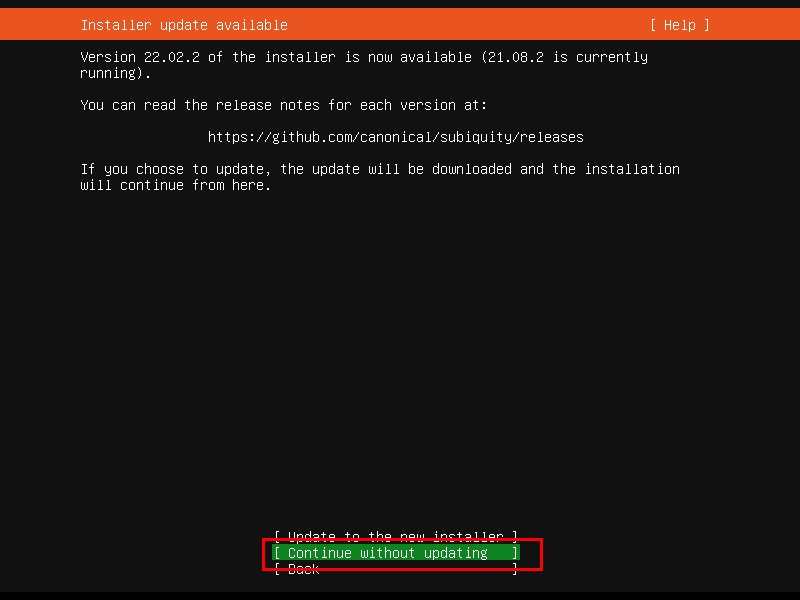 Installer update available [ Help ]
Version 22.02.2 of the installer is now available (21.08.2 is currently
running).
You can read the release notes for each version at:
https://github.com/canonical/subiquity/releases
If you choose to update, the update will be downloaded and the installation
will continue from here.
[ Update to the new installer ]
[ Continue without updating ]
[ Back ]